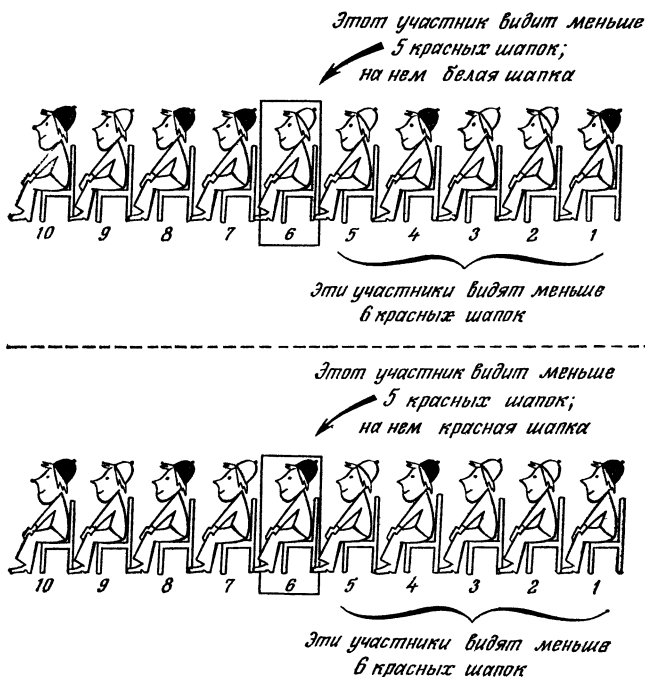 Этот участник видит меньше
5 красных шапок;
на нем белая шапка
10 9 8 7 6 5 4 3 2 1
Эти участники видят меньше
6 красных шапок
Этот участник видит меньше
5 красных шапок;
на нем красная шапка
10 9 8 7 6 5 4 3 2 1
Эти участники видят меньше
6 красных шапок